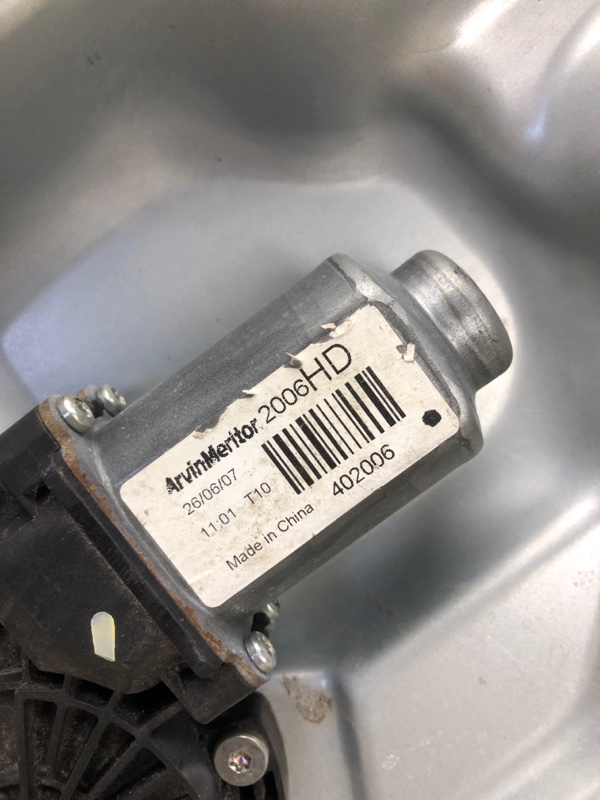 ArvinMeritor 2006HD
26/06/07
11:01 T10
402006
Made in China